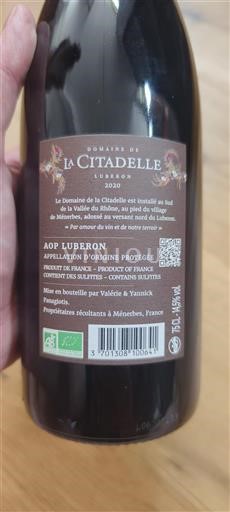 DOMAINE DE
LA CITADELLE
LUBERON
2020
Le Domaine de la Citadelle est installé au Sud
de la Vallée du Rhône, au pied du village
de Ménerbes, adossé au versant nord du Luberon.
« Par amour du vin et de notre terroir »
AOP LUBERON
APPELLATION D'ORIGINE PROTÉGÉE
PRODUIT DE FRANCE – PRODUCT OF FRANCE
CONTIENT DES SULFITES – CONTAINS SULFITES
Mise en bouteille par Valérie & Yannick
Panagiotis.
Propriétaires récoltants à Ménerbes, France
75 CL - 14,5% vol.
AB
3 701308 100641